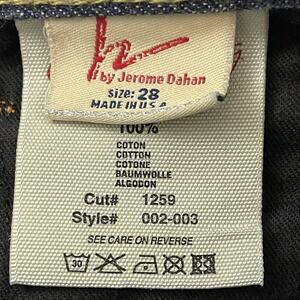 by Jerome Dahan
SIZE: 28
MADE IN U.S.A
100%
COTON
COTTON
COTONE
BAUMWOLLE
ALGODON
Cut# 1259
Style# 002-003
SEE CARE ON REVERSE
30